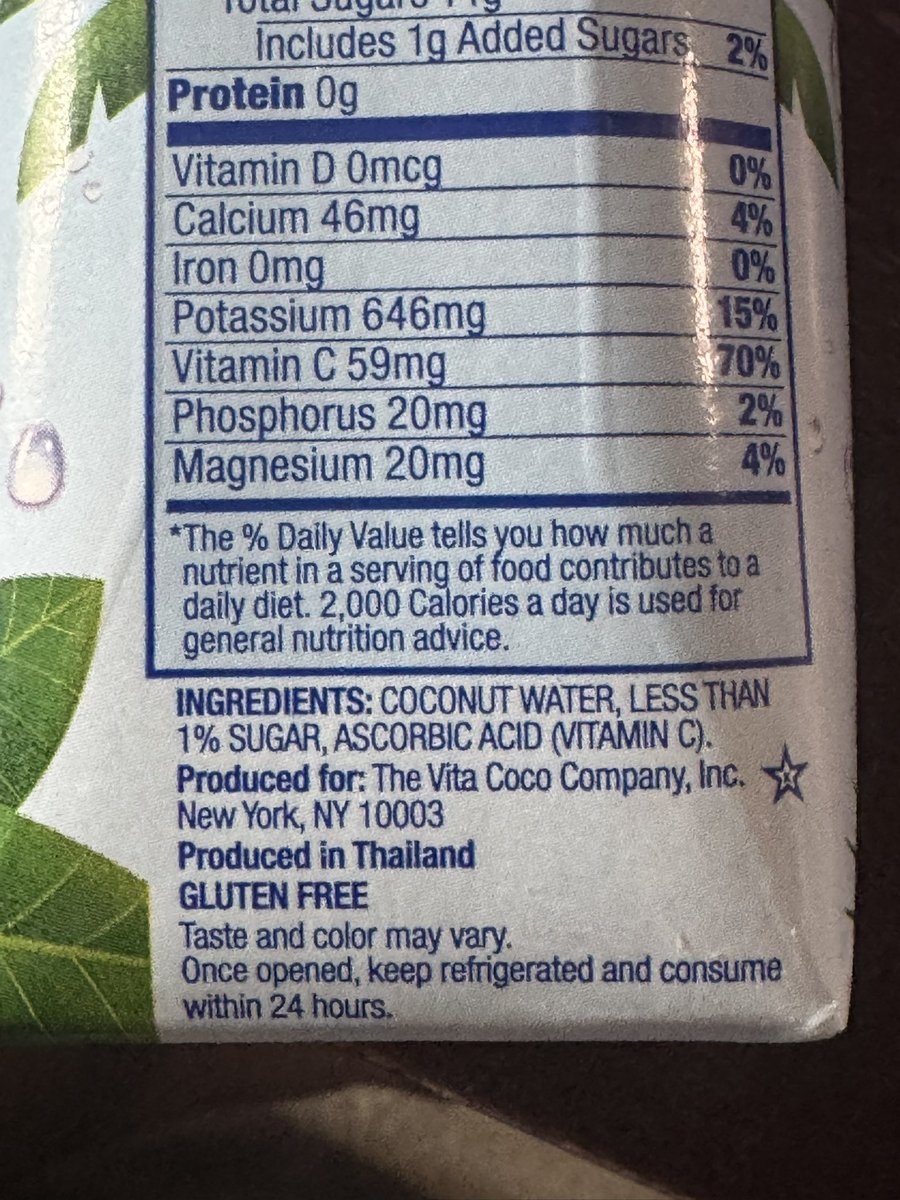 Total Sugars 11g
Includes 1g Added Sugars 2%
Protein 0g
Vitamin D 0mcg 0%
Calcium 46mg 4%
Iron 0mg 0%
Potassium 646mg 15%
Vitamin C 59mg 70%
Phosphorus 20mg 2%
Magnesium 20mg 4%
*The % Daily Value tells you how much a
nutrient in a serving of food contributes to a
daily diet. 2,000 Calories a day is used for
general nutrition advice.
INGREDIENTS: COCONUT WATER, LESS THAN
1% SUGAR, ASCORBIC ACID (VITAMIN C).
Produced for: The Vita Coco Company, Inc. K
New York, NY 10003
Produced in Thailand
GLUTEN FREE
Taste and color may vary.
Once opened, keep refrigerated and consume
within 24 hours.